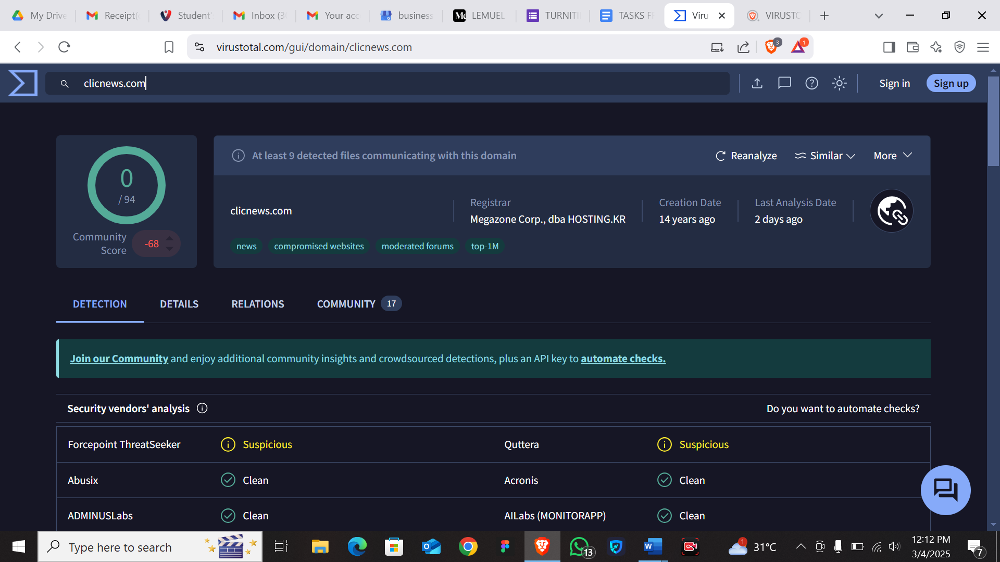 My Drive
Receipt(
Student'
Inbox (3
Your acc
business
LEMUEL
TURNITI
TASKS F
Viru
VIRUSTO
virustotal.com/gui/domain/clicnews.com
3
1
clicnews.com
Sign in
Sign up
0
/ 94
Community
Score
-68
At least 9 detected files communicating with this domain
Reanalyze
Similar
More
clicnews.com
Registrar
Megazone Corp., dba HOSTING.KR
Creation Date
14 years ago
Last Analysis Date
2 days ago
news
compromised websites
moderated forums
top-1M
DETECTION
DETAILS
RELATIONS
COMMUNITY 17
Join our Community and enjoy additional community insights and crowdsourced detections, plus an API key to automate checks.
Security vendors' analysis
Do you want to automate checks?
Forcepoint ThreatSeeker
Suspicious
Quttera
Suspicious
Abusix
Clean
Acronis
Clean
ADMINUSLabs
Clean
AILabs (MONITORAPP)
Clean
Type here to search
13
1
31°C
12:12 PM
3/4/2025
7